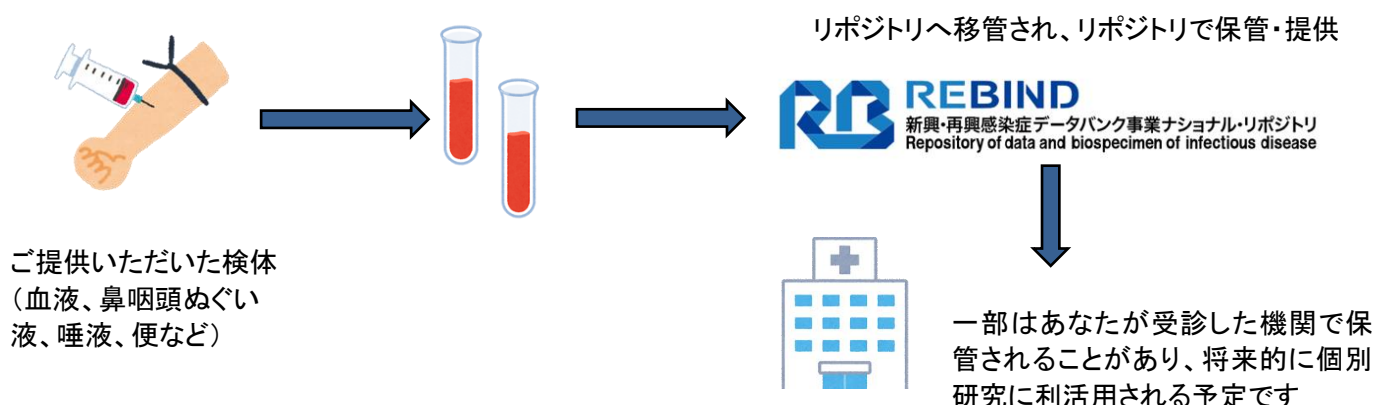 リポジトリへ移管され、リポジトリで保管・提供
REBIND
新興・再興感染症データバンク事業ナショナル・リポジトリ
Repository of data and biospecimen of infectious disease
ご提供いただいた検体
（血液、鼻咽頭ぬぐい
液、唾液、便など）
一部はあなたが受診した機関で保
管されることがあり、将来的に個別
研究に利活用される予定です